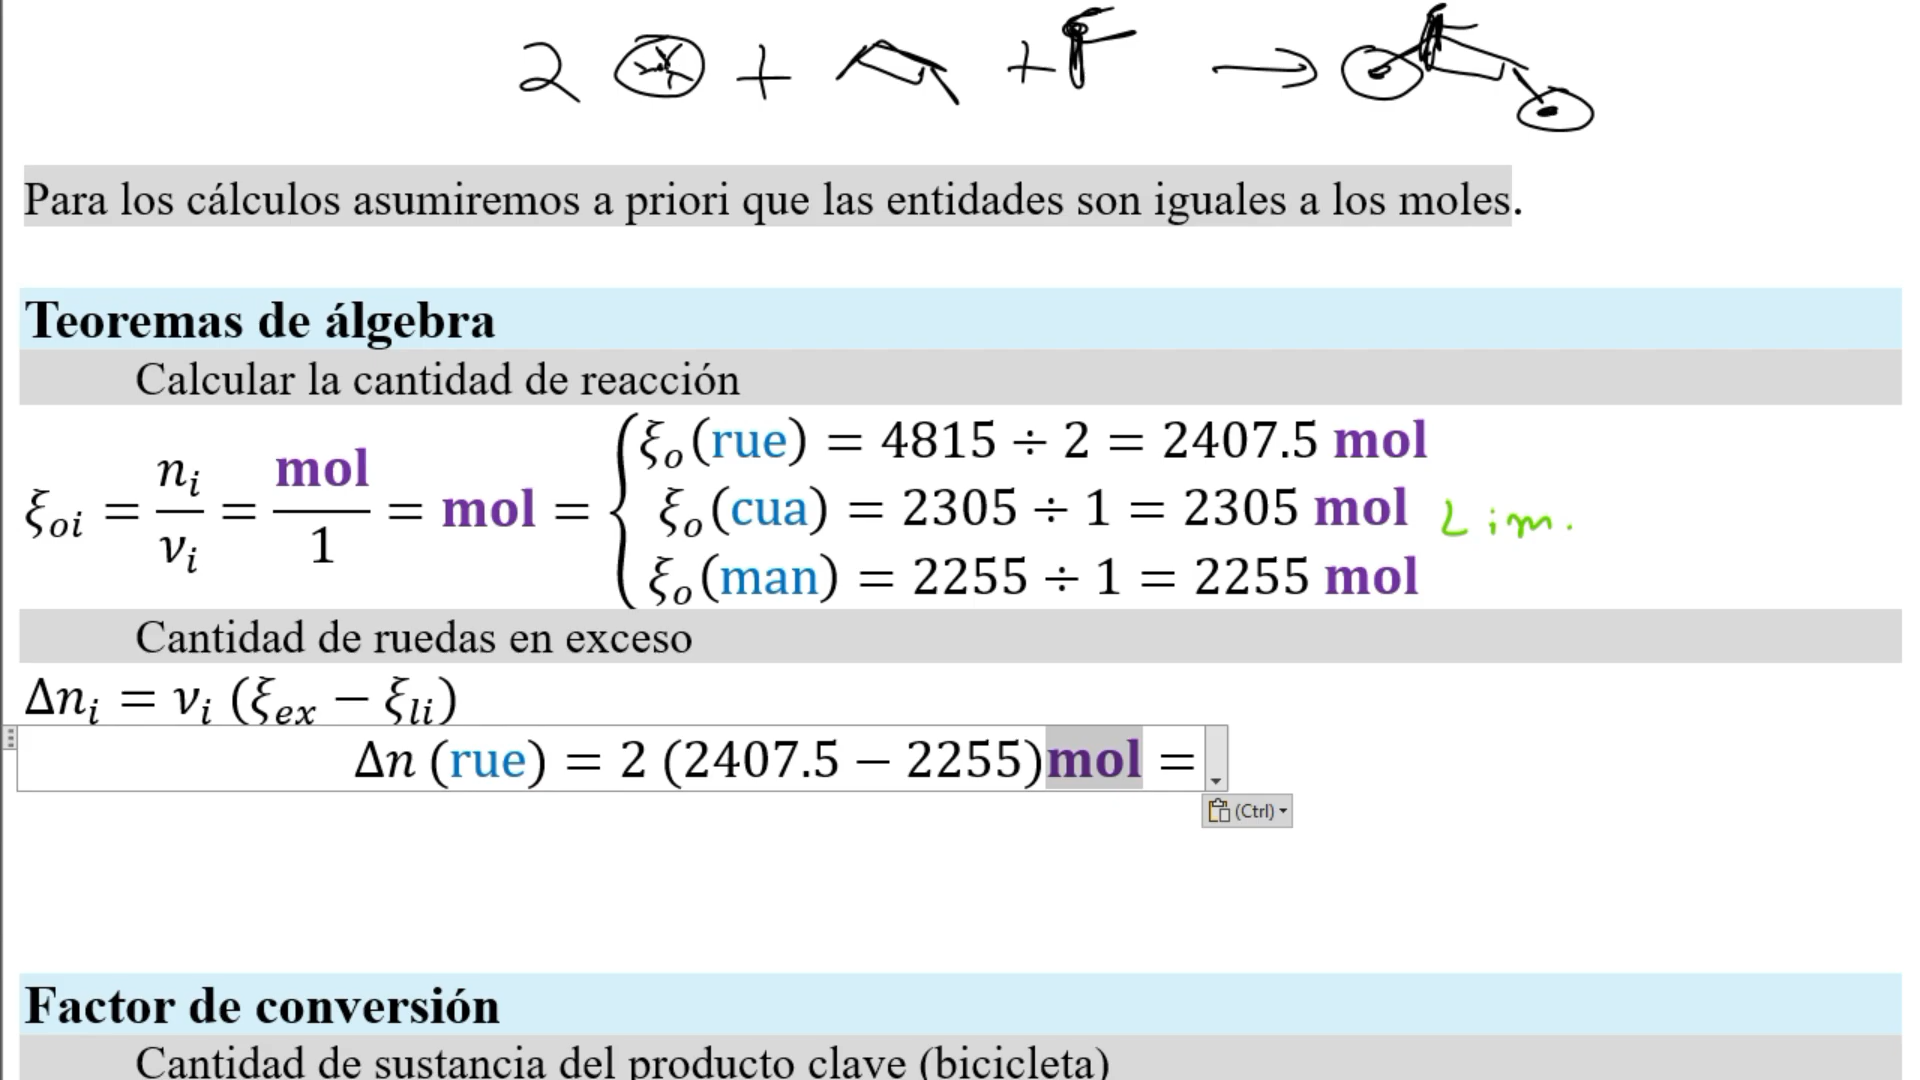 2 + + F →
Para los cálculos asumiremos a priori que las entidades son iguales a los moles.
Teoremas de álgebra
Calcular la cantidad de reacción
ξₒᵢ = nᵢ/νᵢ = mol/1 = mol = { ξₒ(rue) = 4815 ÷ 2 = 2407.5 mol
ξₒ(cua) = 2305 ÷ 1 = 2305 mol Lim.
ξₒ(man) = 2255 ÷ 1 = 2255 mol
Cantidad de ruedas en exceso
Δnᵢ = νᵢ (ξₑₓ − ξₗᵢ)
Δn (rue) = 2 (2407.5 − 2255)mol =
(Ctrl)
Factor de conversión
Cantidad de sustancia del producto clave (bicicleta)